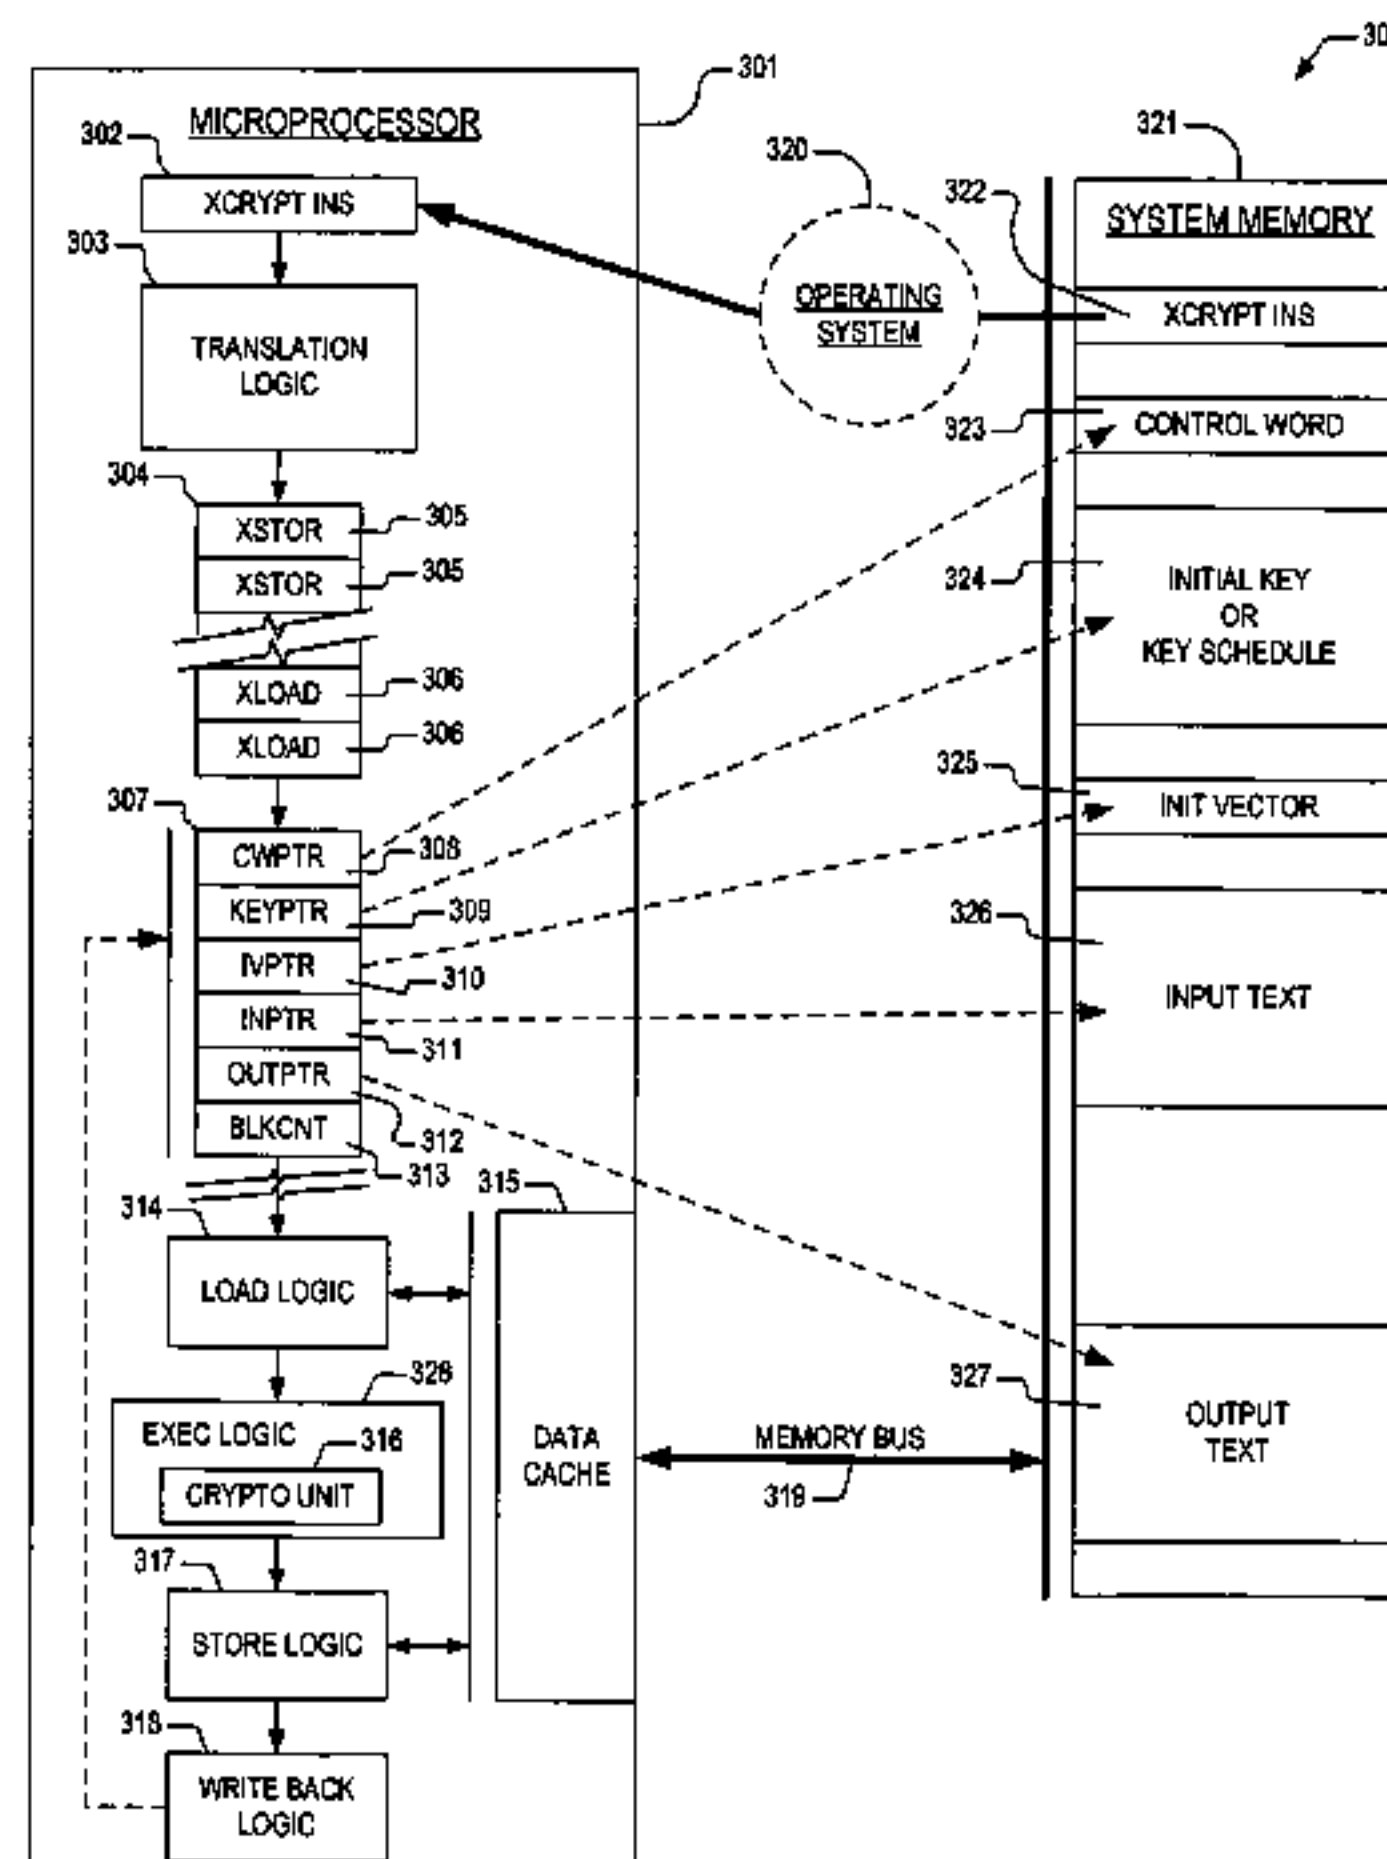 30
301
MICROPROCESSOR
302
XCRYPT INS
303
TRANSLATION
LOGIC
304
XSTOR
305
XSTOR
305
XLOAD
306
XLOAD
306
307
CWPTR
308
KEYPTR
309
IVPTR
310
INPTR
311
OUTPTR
312
BLKCNT
313
314
LOAD LOGIC
315
DATA
CACHE
328
EXEC LOGIC
316
CRYPTO UNIT
317
STORE LOGIC
318
WRITE BACK
LOGIC
320
OPERATING
SYSTEM
MEMORY BUS
319
321
SYSTEM MEMORY
322
XCRYPT INS
323
CONTROL WORD
324
INITIAL KEY
OR
KEY SCHEDULE
325
INIT VECTOR
326
INPUT TEXT
327
OUTPUT
TEXT